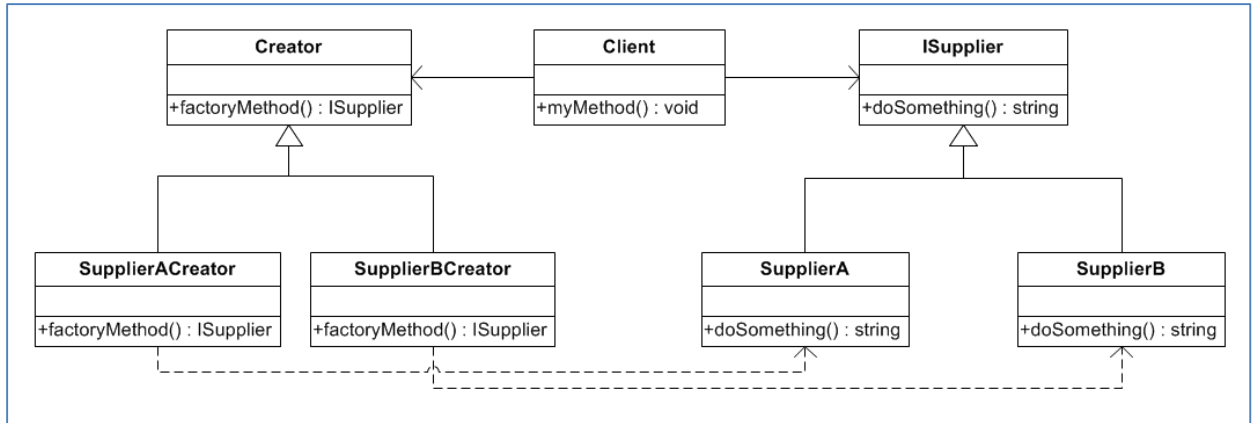 Creator
+factoryMethod() : ISupplier
Client
+myMethod() : void
ISupplier
+doSomething() : string
SupplierACreator
+factoryMethod() : ISupplier
SupplierBCreator
+factoryMethod() : ISupplier
SupplierA
+doSomething() : string
SupplierB
+doSomething() : string